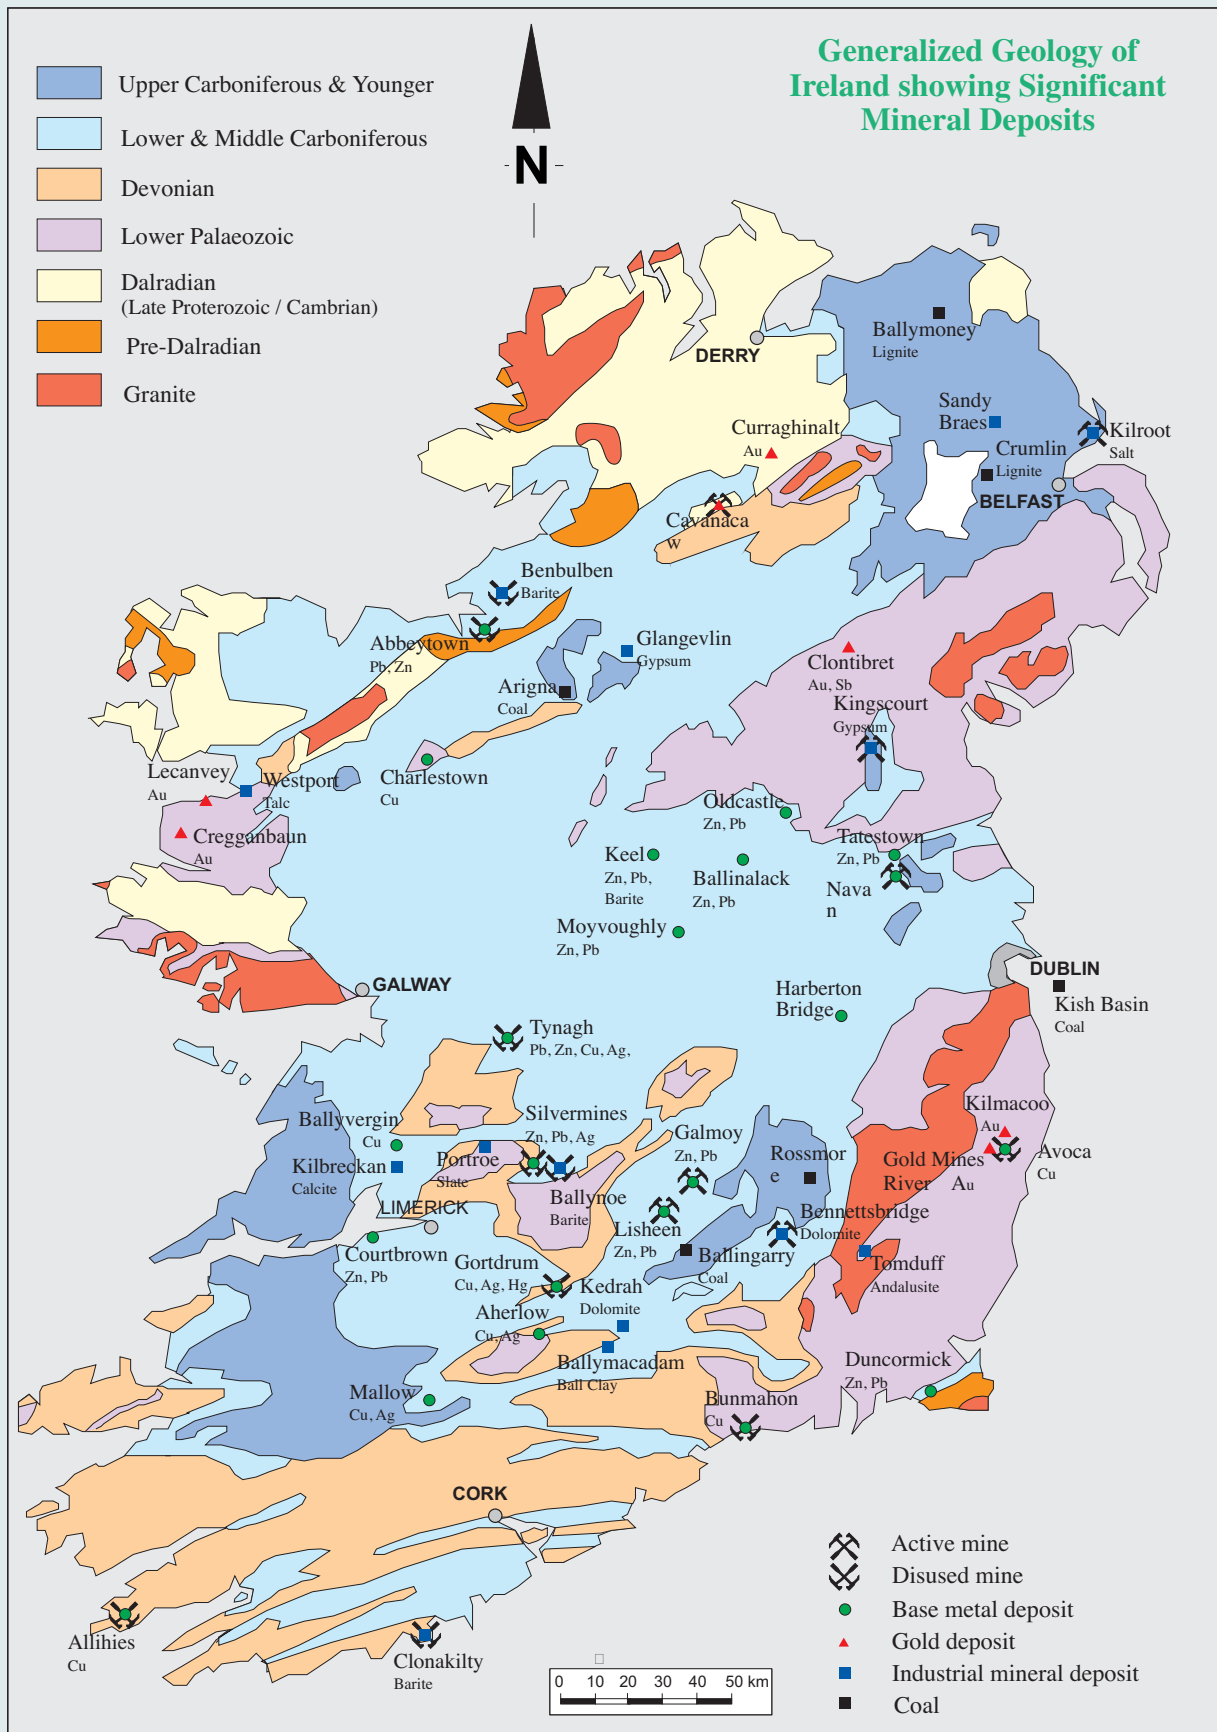 Generalized Geology of
Ireland showing Significant
Mineral Deposits
Upper Carboniferous & Younger
Lower & Middle Carboniferous
Devonian
Lower Palaeozoic
Dalradian
(Late Proterozoic / Cambrian)
Pre-Dalradian
Granite
N
Ballymoney
Lignite
DERRY
Sandy
Braes
Kilroot
Salt
Curraghinalt
Au
Crumlin
Lignite
BELFAST
Cavanaca
w
Benbulben
Barite
Abbeytown
Pb, Zn
Glangevlin
Gypsum
Clontibret
Au, Sb
Arigna
Coal
Kingscourt
Gypsum
Lecanvey
Au
Westport
Talc
Charlestown
Cu
Oldcastle
Zn, Pb
Cregganbaun
Au
Tatestown
Zn, Pb
Keel
Zn, Pb,
Barite
Ballinalack
Zn, Pb
Nava
n
Moyvoughly
Zn, Pb
GALWAY
DUBLIN
Harberton
Bridge
Kish Basin
Coal
Tynagh
Pb, Zn, Cu, Ag,
Ballyvergin
Cu
Silvermines
Zn, Pb, Ag
Kilmacoo
Au
Galmoy
Zn, Pb
Avoca
Cu
Kilbreckan
Calcite
Portroe
Slate
Rossmor
e
Gold Mines
River
Au
Ballynoe
Barite
LIMERICK
Lisheen
Zn, Pb
Bennettsbridge
Dolomite
Courtbrown
Zn, Pb
Gortdrum
Cu, Ag, Hg
Ballingarry
Coal
Tomduff
Andalusite
Kedrah
Dolomite
Aherlow
Cu, Ag
Ballymacadam
Ball Clay
Duncormick
Zn, Pb
Mallow
Cu, Ag
Bunmahon
Cu
CORK
Allihies
Cu
Clonakilty
Barite
Active mine
Disused mine
Base metal deposit
Gold deposit
Industrial mineral deposit
Coal
0 10 20 30 40 50 km